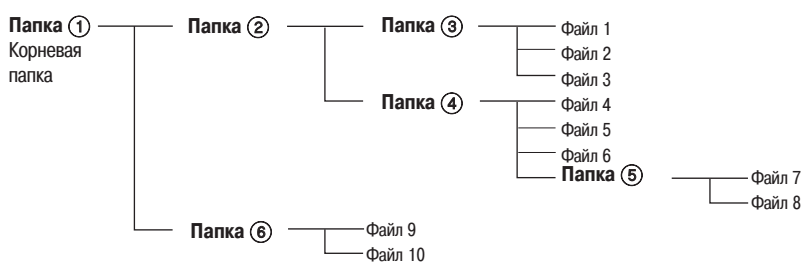 Папка ① Папка ② Папка ③ Файл 1
Корневая Файл 2
папка Файл 3
Папка ④ Файл 4
Файл 5
Файл 6
Папка ⑤ Файл 7
Файл 8
Папка ⑥ Файл 9
Файл 10